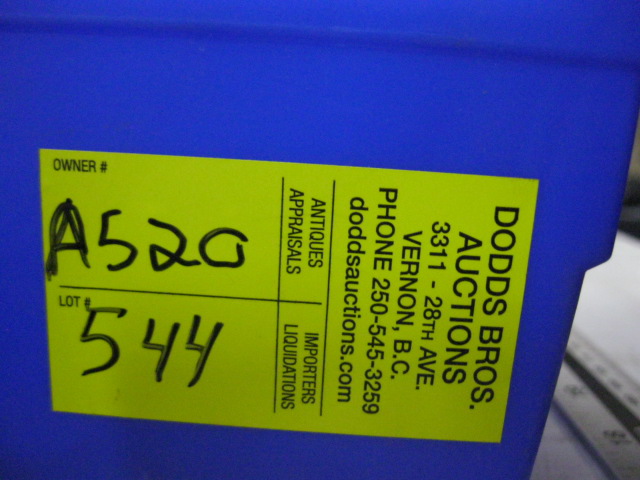 OWNER #
A520
LOT #
544
ANTIQUES
APPRAISALS
IMPORTERS
LIQUIDATIONS
DODDS BROS.
AUCTIONS
3311 - 28TH AVE.
VERNON, B.C.
PHONE 250-545-3259
doddsauctions.com